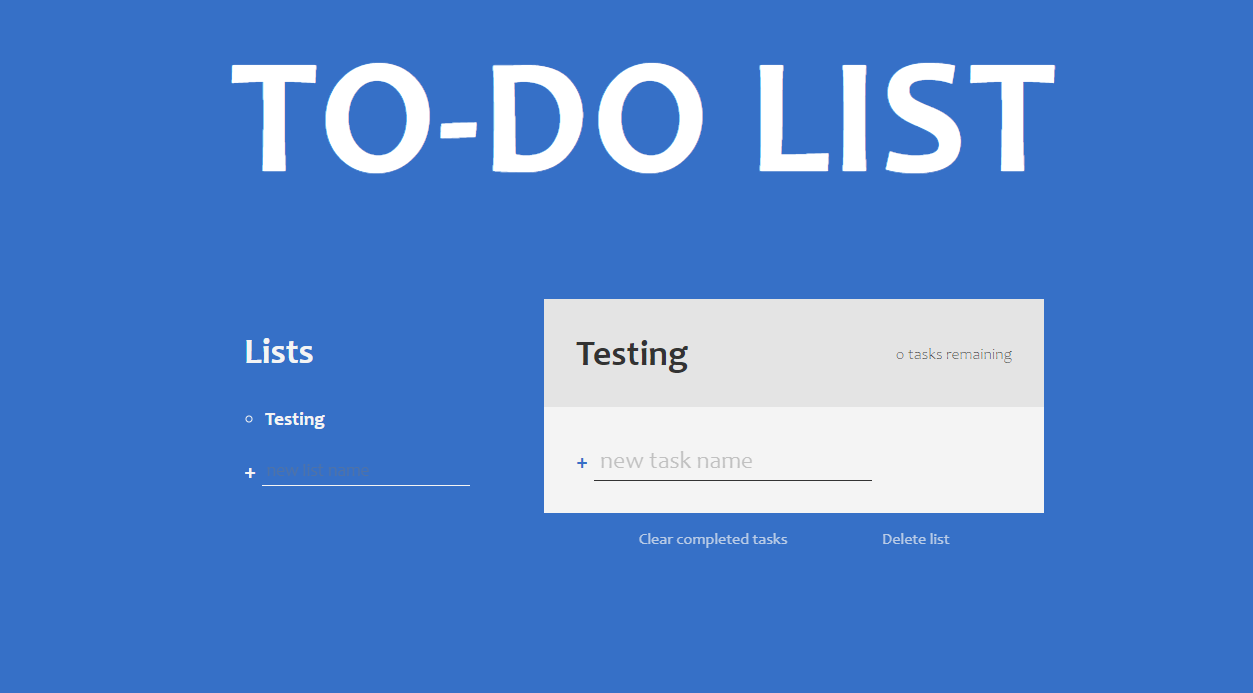 TO-DO LIST
Lists
Testing
+ new list name
Testing
0 tasks remaining
+ new task name
Clear completed tasks
Delete list